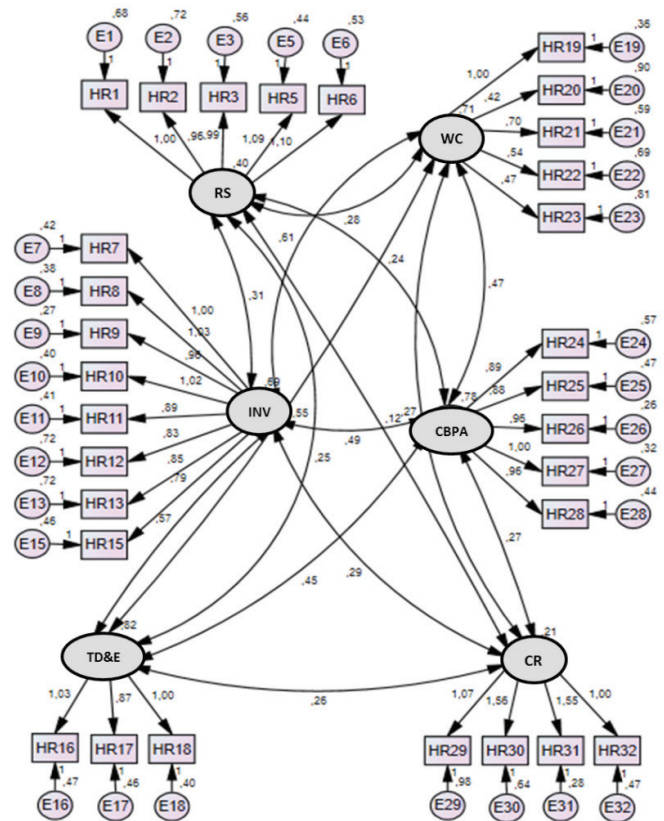 ,68 ,72 ,56 ,44 ,53
E1 E2 E3 E5 E6
1 1 1 1 1
HR1 HR2 HR3 HR5 HR6
1,00 ,96 ,99 1,09 1,10
,40
RS
,36
1,00 HR19 1 E19
,90
,42 HR20 1 E20
,59
,71 ,70 HR21 1 E21
WC
,69
,54 HR22 1 E22
,81
,47 HR23 1 E23
,28
,61 ,24
,47
,31
,42
E7 1 HR7 1,00
,38
E8 1 HR8 1,03
,27
E9 1 HR9 ,96
,40
E10 1 HR10 1,02
,41
E11 1 HR11 ,89
,72
E12 1 HR12 ,83
,72
E13 1 HR13 ,85
,46
E15 1 HR15 ,79
,57
,69
INV
,55
,12 ,27
,49
,25
,78
CBPA
,57
,89 HR24 1 E24
,47
,88 HR25 1 E25
,26
,95 HR26 1 E26
,32
1,00 HR27 1 E27
,44
,96 HR28 1 E28
,27
,45 ,29
,82
TD&E
,21
CR
,26
1,03 ,87 1,00
HR16 HR17 HR18
1 1 1
,47 ,46 ,40
E16 E17 E18
1,07 1,56 1,55 1,00
HR29 HR30 HR31 HR32
1 1 1 1
,98 ,64 ,28 ,47
E29 E30 E31 E32